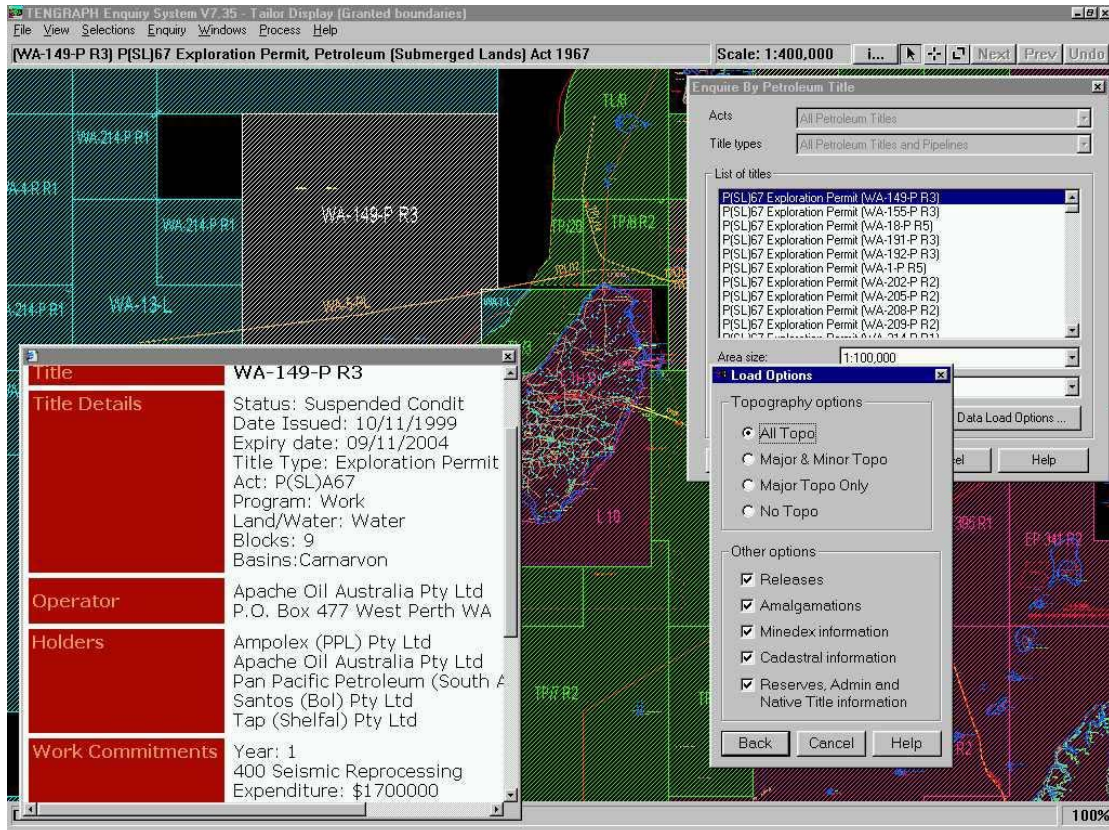 TENGRAPH Enquiry System V7.35 - Tailor Display (Granted boundaries)
File View Selections Enquiry Windows Process Help
(WA-149-P R3) P(SL)67 Exploration Permit, Petroleum (Submerged Lands) Act 1967
Scale: 1:400,000
i...
Next
Prev
Undo
TL/8
WA-214-P R1
WA-4-R R1
WA-149-P R3
WA-214-P R1
TP/8 R2
WA-13-L
WA-5-PL
L 10
EP 341 R2
TP/7 R2
Enquire By Petroleum Title
Acts
All Petroleum Titles
Title types
All Petroleum Titles and Pipelines
List of titles
P(SL)67 Exploration Permit (WA-149-P R3)
P(SL)67 Exploration Permit (WA-155-P R3)
P(SL)67 Exploration Permit (WA-18-P R5)
P(SL)67 Exploration Permit (WA-191-P R3)
P(SL)67 Exploration Permit (WA-192-P R3)
P(SL)67 Exploration Permit (WA-1-P R5)
P(SL)67 Exploration Permit (WA-202-P R2)
P(SL)67 Exploration Permit (WA-205-P R2)
P(SL)67 Exploration Permit (WA-208-P R2)
P(SL)67 Exploration Permit (WA-209-P R2)
P(SL)67 Exploration Permit (WA-214-P R1)
Area size:
1:100,000
Data Load Options ...
Help
Load Options
Topography options
All Topo
Major & Minor Topo
Major Topo Only
No Topo
Other options
Releases
Amalgamations
Minedex information
Cadastral information
Reserves, Admin and
Native Title information
Back
Cancel
Help
Title
WA-149-P R3
Title Details
Status: Suspended Condit
Date Issued: 10/11/1999
Expiry date: 09/11/2004
Title Type: Exploration Permit
Act: P(SL)A67
Program: Work
Land/Water: Water
Blocks: 9
Basins:Carnarvon
Operator
Apache Oil Australia Pty Ltd
P.O. Box 477 West Perth WA
Holders
Ampolex (PPL) Pty Ltd
Apache Oil Australia Pty Ltd
Pan Pacific Petroleum (South A
Santos (Bol) Pty Ltd
Tap (Shelfal) Pty Ltd
Work Commitments
Year: 1
400 Seismic Reprocessing
Expenditure: $1700000
100%